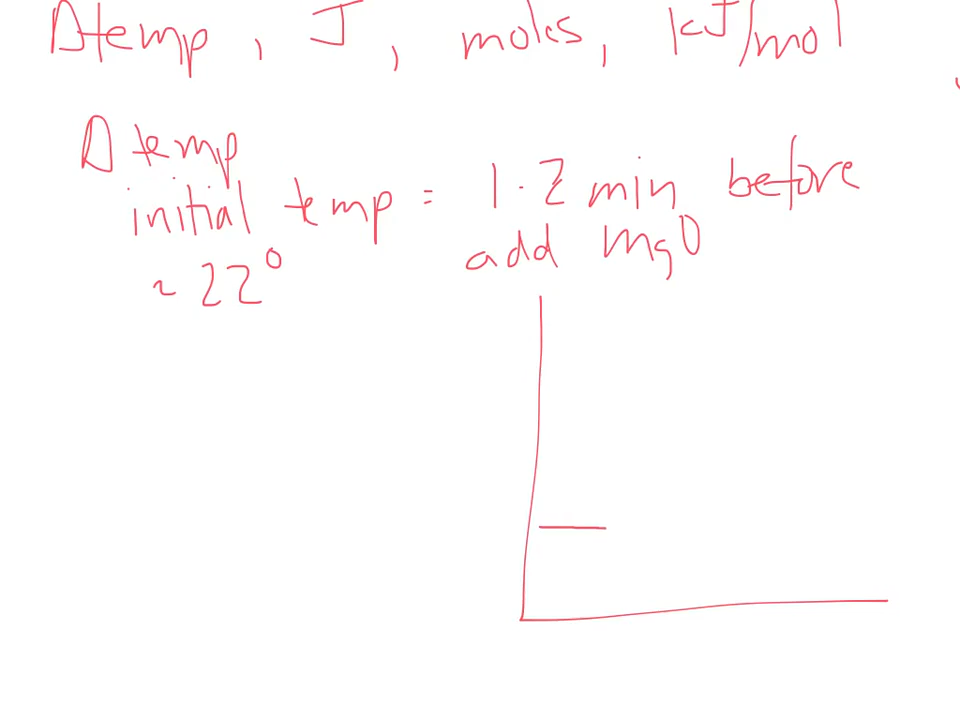 Δtemp, J, moles, kJ/mol
Δ temp
initial temp = 1-2 min before
add MgO
~ 22°